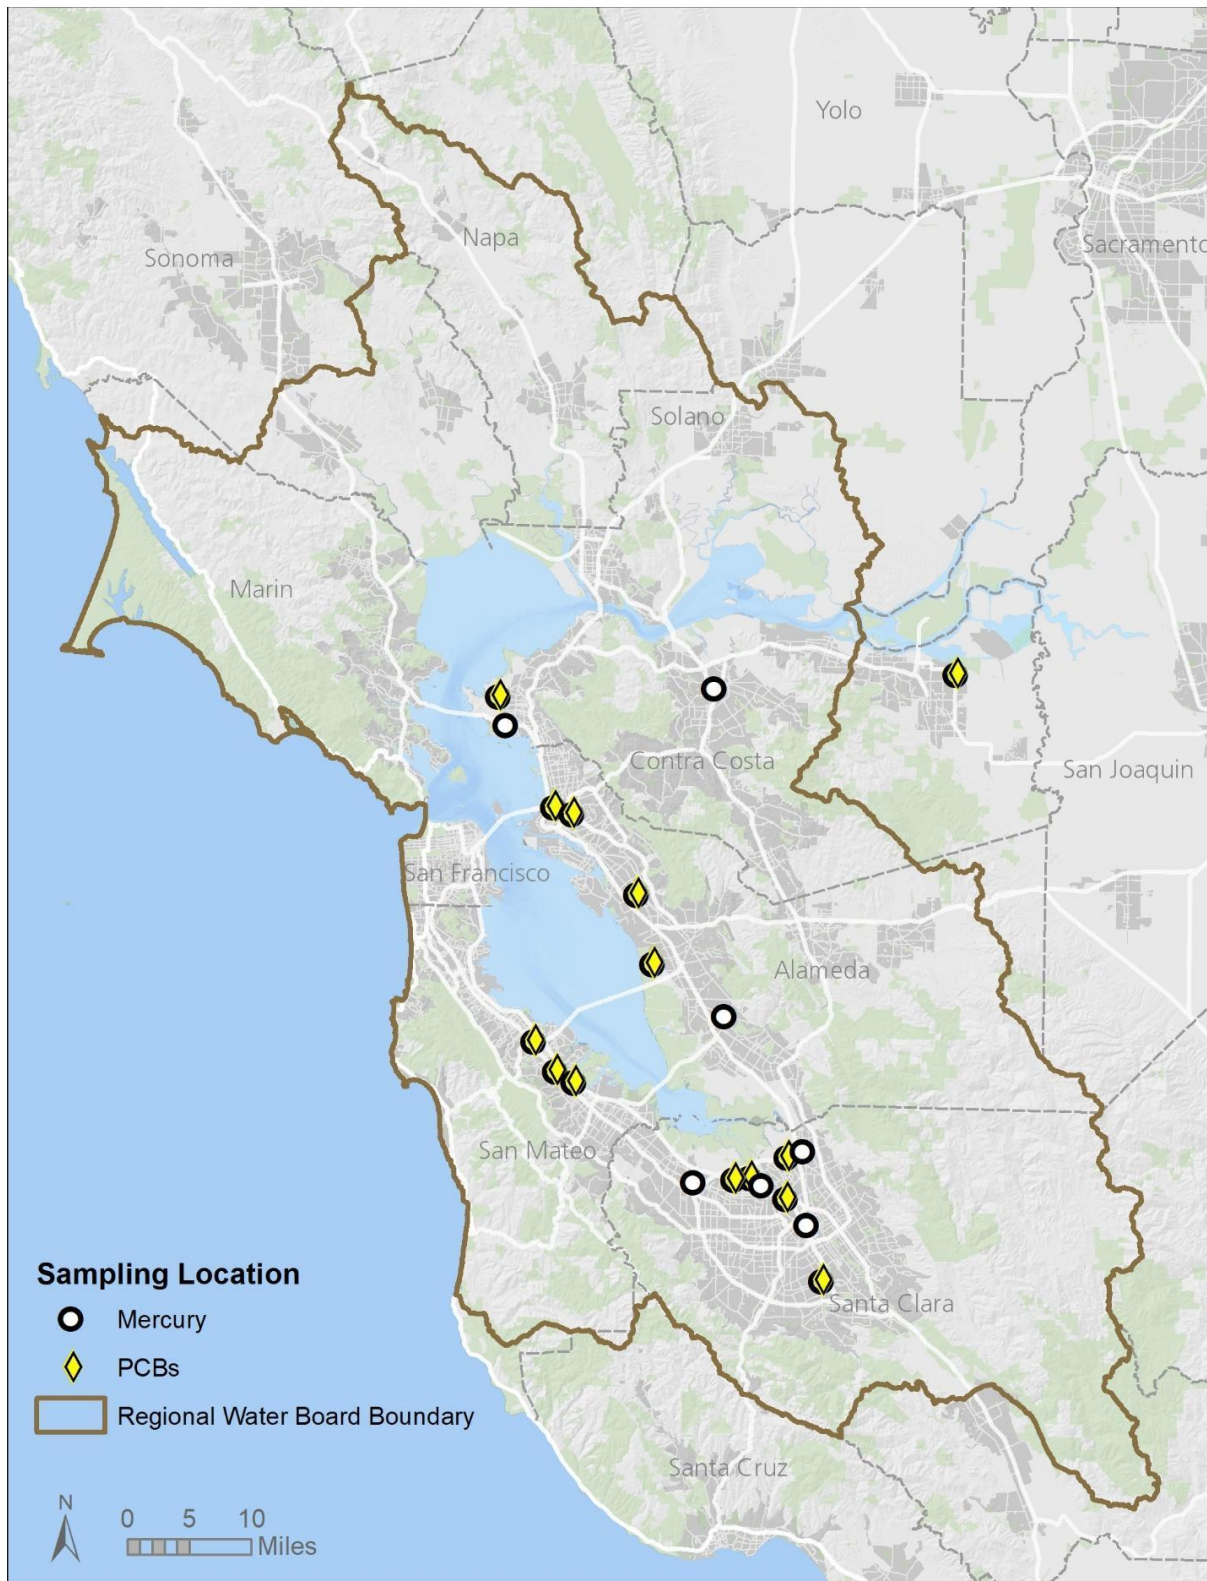 Yolo
Napa
Sonoma
Sacramento
Solano
Marin
Contra Costa
San Joaquin
San Francisco
Alameda
San Mateo
Santa Clara
Santa Cruz
Sampling Location
Mercury
PCBs
Regional Water Board Boundary
N
0 5 10
Miles